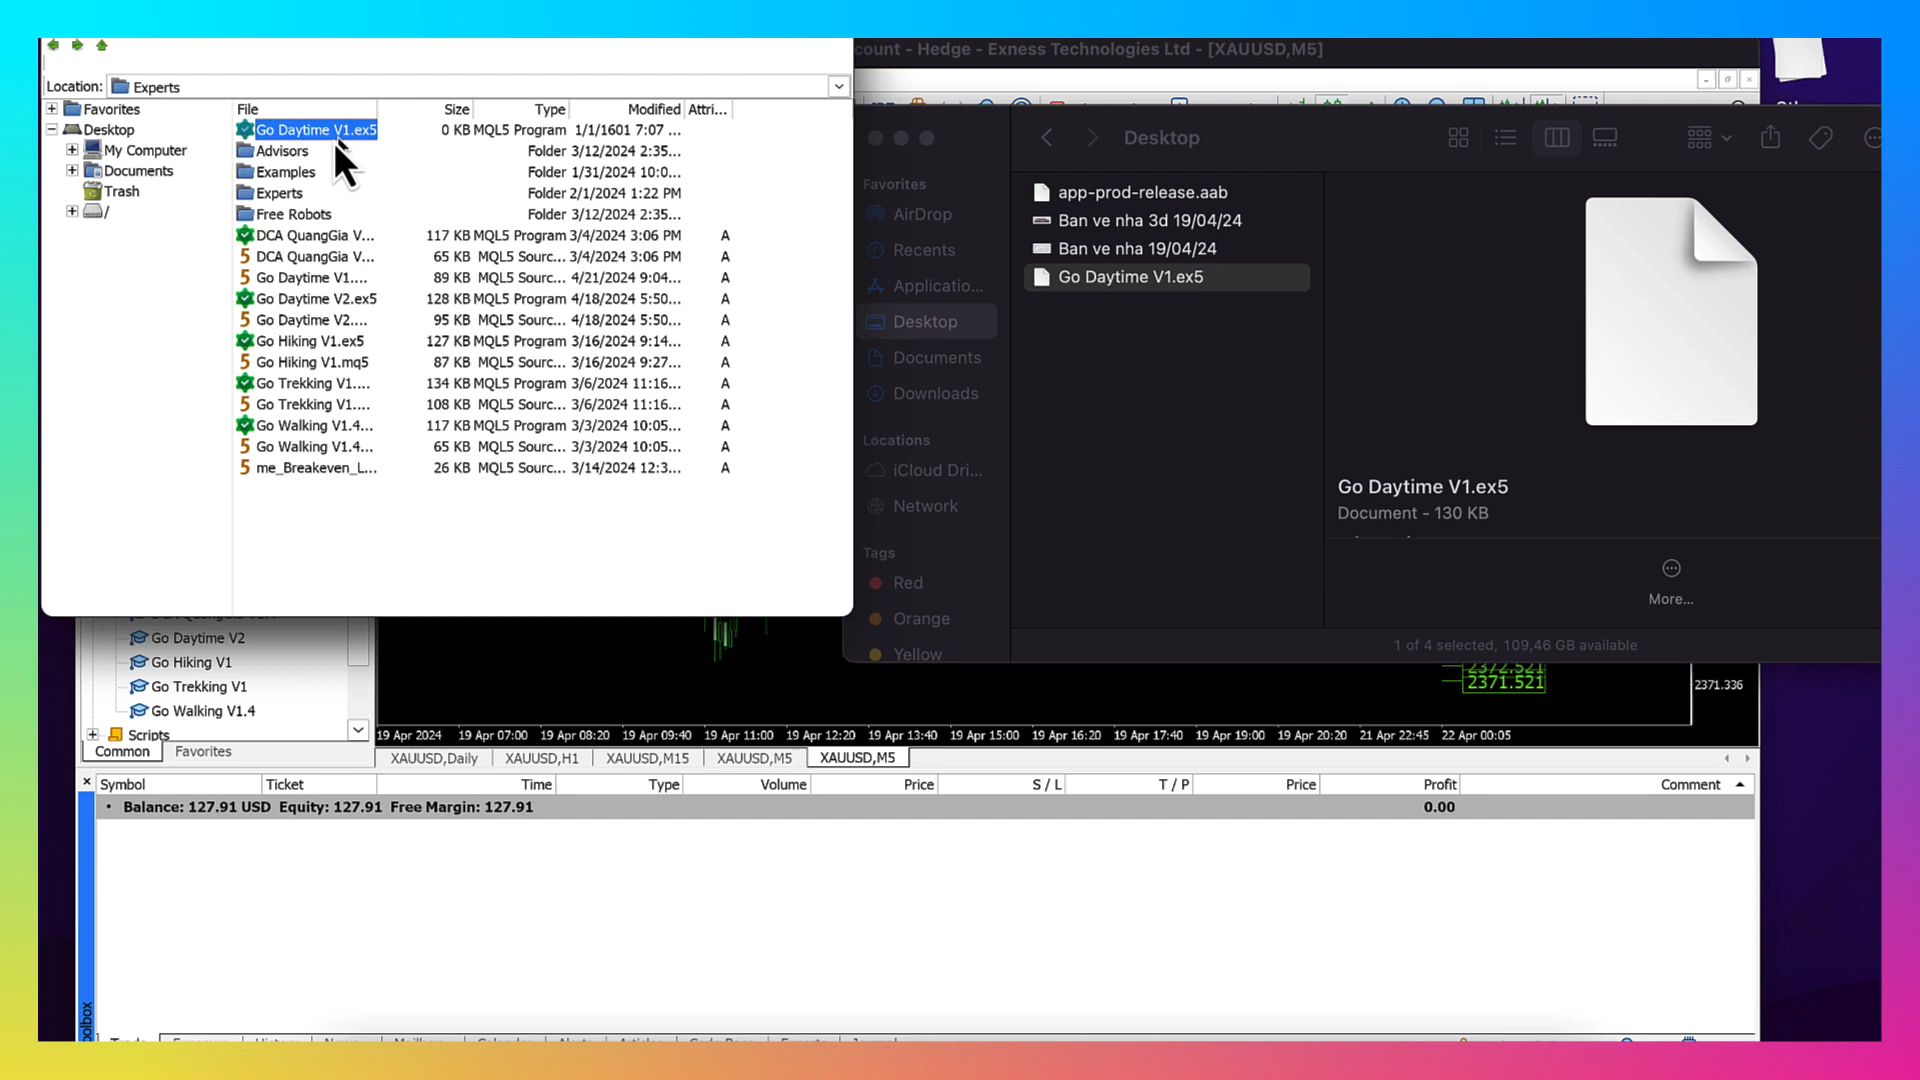 count - Hedge - Exness Technologies Ltd - [XAUUSD,M5]
Location: Experts
Favorites
Desktop
My Computer
Documents
Trash
/
File Size Type Modified Attri...
Go Daytime V1.ex5 0 KB MQL5 Program 1/1/1601 7:07 ...
Advisors Folder 3/12/2024 2:35...
Examples Folder 1/31/2024 10:0...
Experts Folder 2/1/2024 1:22 PM
Free Robots Folder 3/12/2024 2:35...
DCA QuangGia V... 117 KB MQL5 Program 3/4/2024 3:06 PM A
DCA QuangGia V... 65 KB MQL5 Sourc... 3/4/2024 3:06 PM A
Go Daytime V1.... 89 KB MQL5 Sourc... 4/21/2024 9:04... A
Go Daytime V2.ex5 128 KB MQL5 Program 4/18/2024 5:50... A
Go Daytime V2.... 95 KB MQL5 Sourc... 4/18/2024 5:50... A
Go Hiking V1.ex5 127 KB MQL5 Program 3/16/2024 9:14... A
Go Hiking V1.mq5 87 KB MQL5 Sourc... 3/16/2024 9:27... A
Go Trekking V1.... 134 KB MQL5 Program 3/6/2024 11:16... A
Go Trekking V1.... 108 KB MQL5 Sourc... 3/6/2024 11:16... A
Go Walking V1.4... 117 KB MQL5 Program 3/3/2024 10:05... A
Go Walking V1.4... 65 KB MQL5 Sourc... 3/3/2024 10:05... A
me_Breakeven_L... 26 KB MQL5 Sourc... 3/14/2024 12:3... A
Desktop
Favorites
AirDrop
Recents
Applicatio...
Desktop
Documents
Downloads
Locations
iCloud Dri...
Network
Tags
Red
Orange
Yellow
app-prod-release.aab
Ban ve nha 3d 19/04/24
Ban ve nha 19/04/24
Go Daytime V1.ex5
Go Daytime V1.ex5
Document - 130 KB
More...
1 of 4 selected, 109,46 GB available
Go Daytime V2
Go Hiking V1
Go Trekking V1
Go Walking V1.4
Scripts
Common Favorites
2372.521
2371.521
2371.336
19 Apr 2024 19 Apr 07:00 19 Apr 08:20 19 Apr 09:40 19 Apr 11:00 19 Apr 12:20 19 Apr 13:40 19 Apr 15:00 19 Apr 16:20 19 Apr 17:40 19 Apr 19:00 19 Apr 20:20 21 Apr 22:45 22 Apr 00:05
XAUUSD,Daily XAUUSD,H1 XAUUSD,M15 XAUUSD,M5 XAUUSD,M5
Symbol Ticket Time Type Volume Price S / L T / P Price Profit Comment
Balance: 127.91 USD Equity: 127.91 Free Margin: 127.91 0.00
olbox